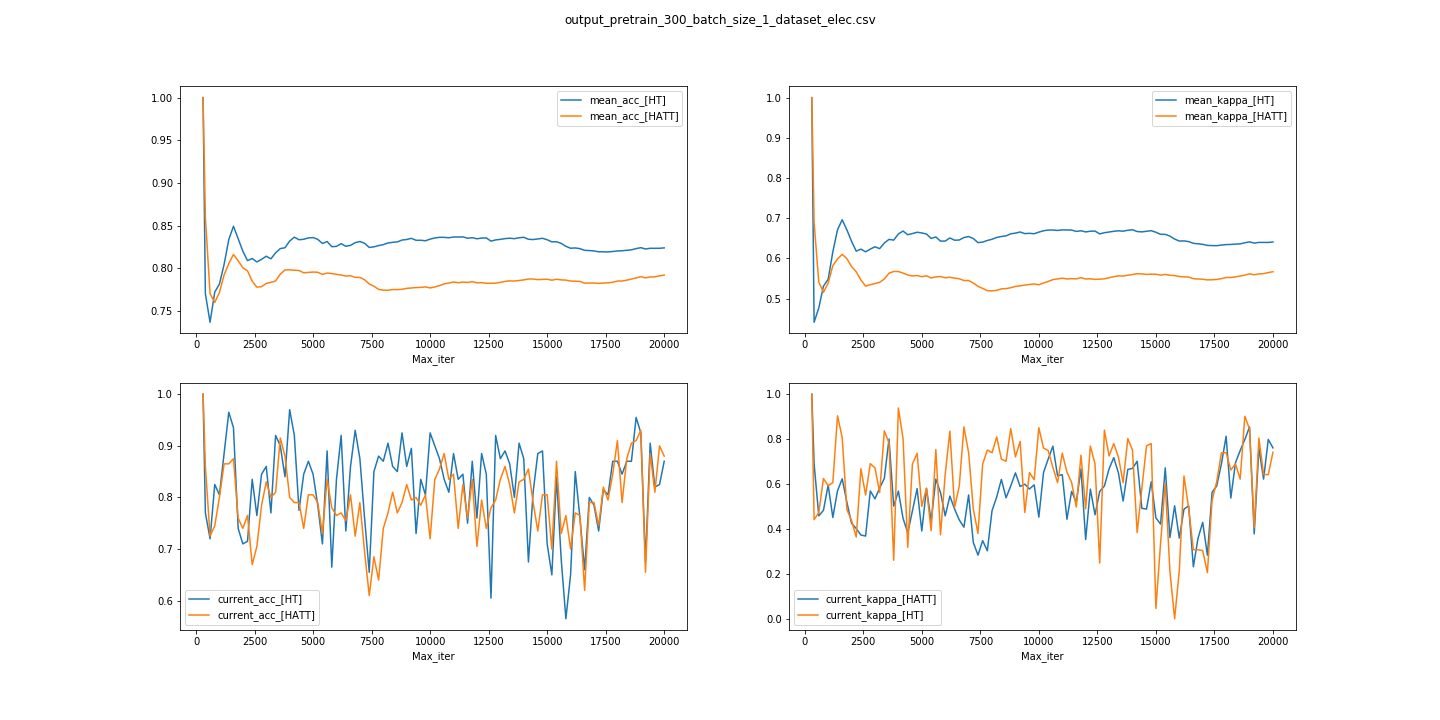 output_pretrain_300_batch_size_1_dataset_elec.csv
1.00
0.95
0.90
0.85
0.80
0.75
mean_acc_[HT]
mean_acc_[HATT]
0 2500 5000 7500 10000 12500 15000 17500 20000
Max_iter
1.0
0.9
0.8
0.7
0.6
0.5
mean_kappa_[HT]
mean_kappa_[HATT]
0 2500 5000 7500 10000 12500 15000 17500 20000
Max_iter
1.0
0.9
0.8
0.7
0.6
current_acc_[HT]
current_acc_[HATT]
0 2500 5000 7500 10000 12500 15000 17500 20000
Max_iter
1.0
0.8
0.6
0.4
0.2
0.0
current_kappa_[HATT]
current_kappa_[HT]
0 2500 5000 7500 10000 12500 15000 17500 20000
Max_iter